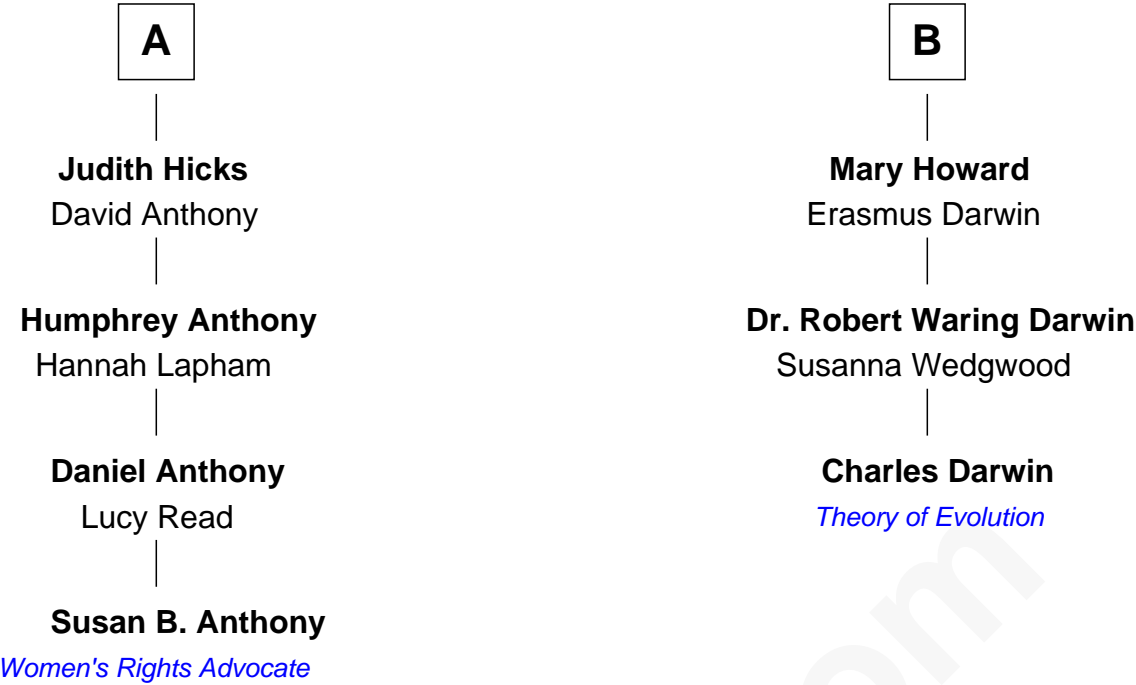 A
Judith Hicks
David Anthony
Humphrey Anthony
Hannah Lapham
Daniel Anthony
Lucy Read
Susan B. Anthony
Women's Rights Advocate
B
Mary Howard
Erasmus Darwin
Dr. Robert Waring Darwin
Susanna Wedgwood
Charles Darwin
Theory of Evolution